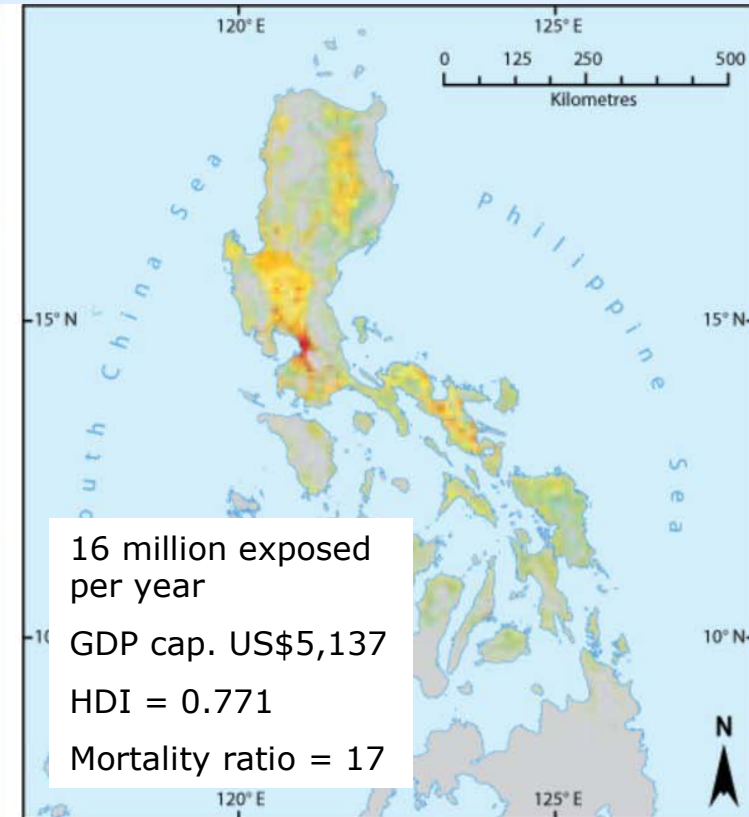 120° E 125° E
0 125 250 500
Kilometres
South China Sea
Philippine Sea
15° N 15° N
16 million exposed
per year
GDP cap. US$5,137
HDI = 0.771
Mortality ratio = 17
10° N
N
120° E 125° E